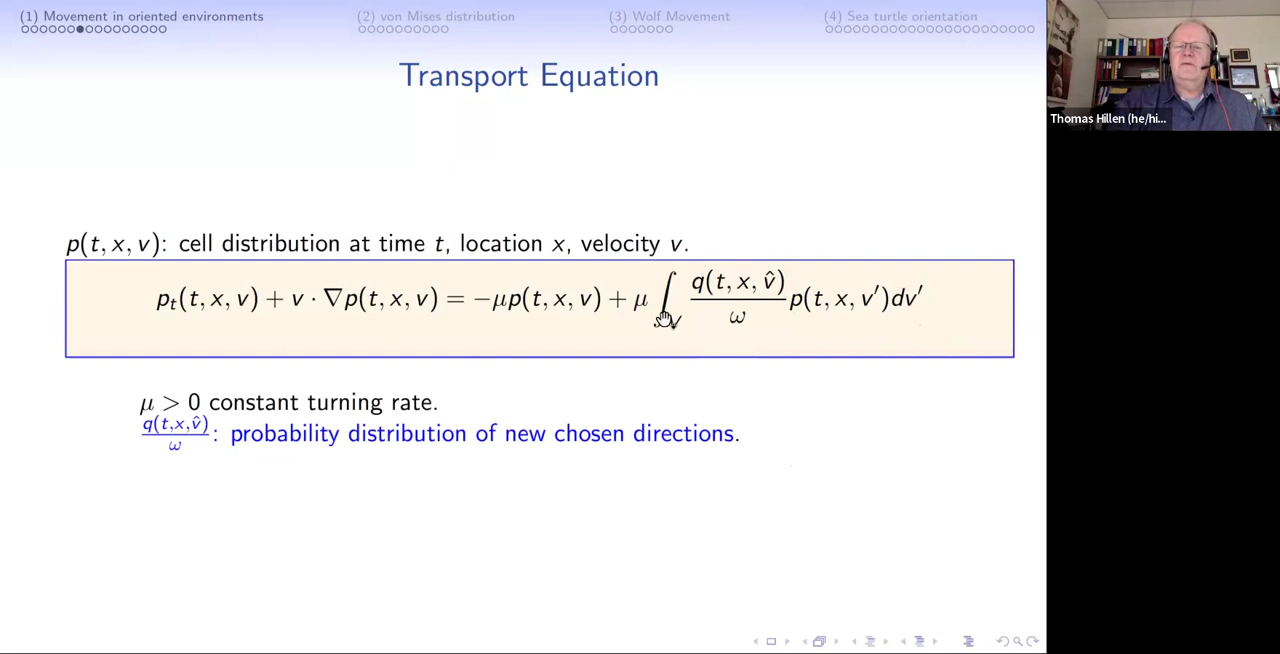 (1) Movement in oriented environments
(2) von Mises distribution
(3) Wolf Movement
(4) Sea turtle orientation
Transport Equation
Thomas Hillen (he/hi...
p(t, x, v): cell distribution at time t, location x, velocity v.
pₜ(t, x, v) + v · ∇p(t, x, v) = −μp(t, x, v) + μ ∫_V q(t, x, v̂)/ω p(t, x, v′)dv′
μ > 0 constant turning rate.
q(t,x,v̂)/ω : probability distribution of new chosen directions.